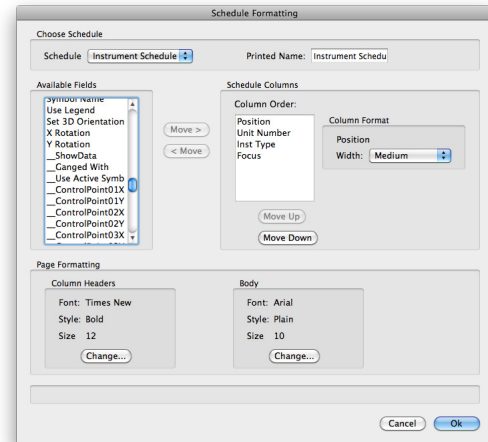 Schedule Formatting
Choose Schedule
Schedule Instrument Schedule Printed Name: Instrument Schedu
Available Fields
Symbol Name
Use Legend
Set 3D Orientation
X Rotation
Y Rotation
__ShowData
__Ganged With
__Use Active Symb
__ControlPoint01X
__ControlPoint01Y
__ControlPoint02X
__ControlPoint02Y
__ControlPoint03X
Move >
< Move
Schedule Columns
Column Order:
Position
Unit Number
Inst Type
Focus
Column Format
Position
Width: Medium
Move Up
Move Down
Page Formatting
Column Headers
Font: Times New
Style: Bold
Size 12
Change...
Body
Font: Arial
Style: Plain
Size 10
Change...
Cancel Ok